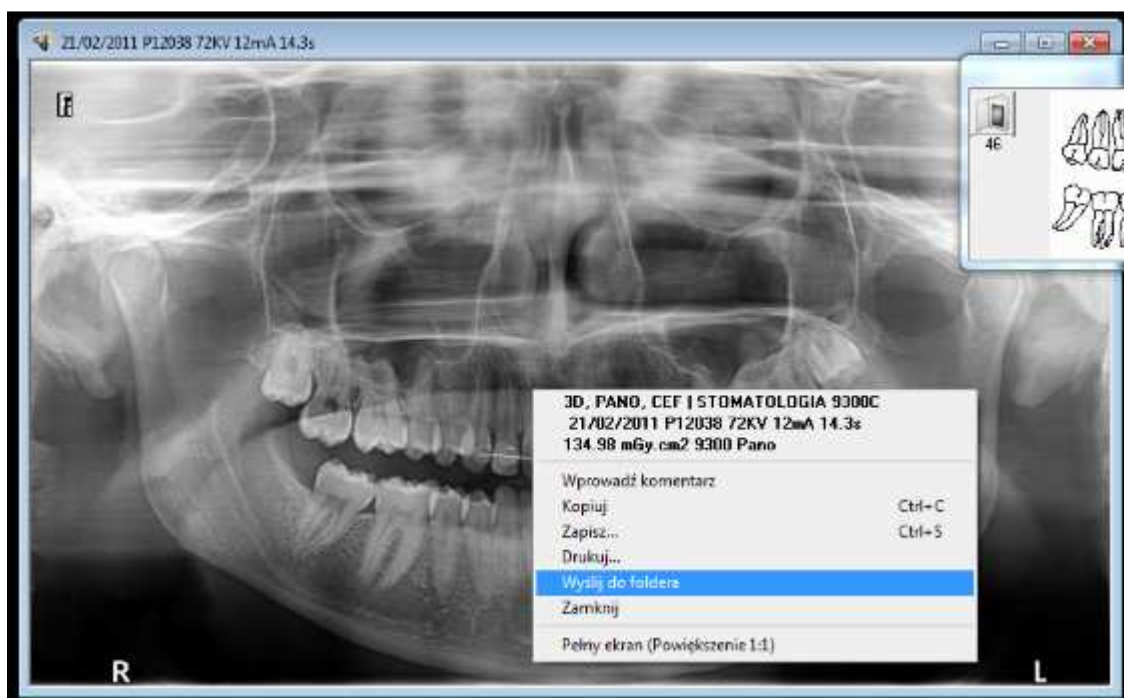 21/02/2011 P12038 72KV 12mA 14.3s
46
3D, PANO, CEF | STOMATOLOGIA 9300C
21/02/2011 P12038 72KV 12mA 14.3s
134.98 mGy.cm2 9300 Pano
Wprowadź komentarz
Kopiuj Ctrl+C
Zapisz... Ctrl+S
Drukuj...
Wyślij do foldera
Zamknij
Pełny ekran (Powiększenie 1:1)
R L